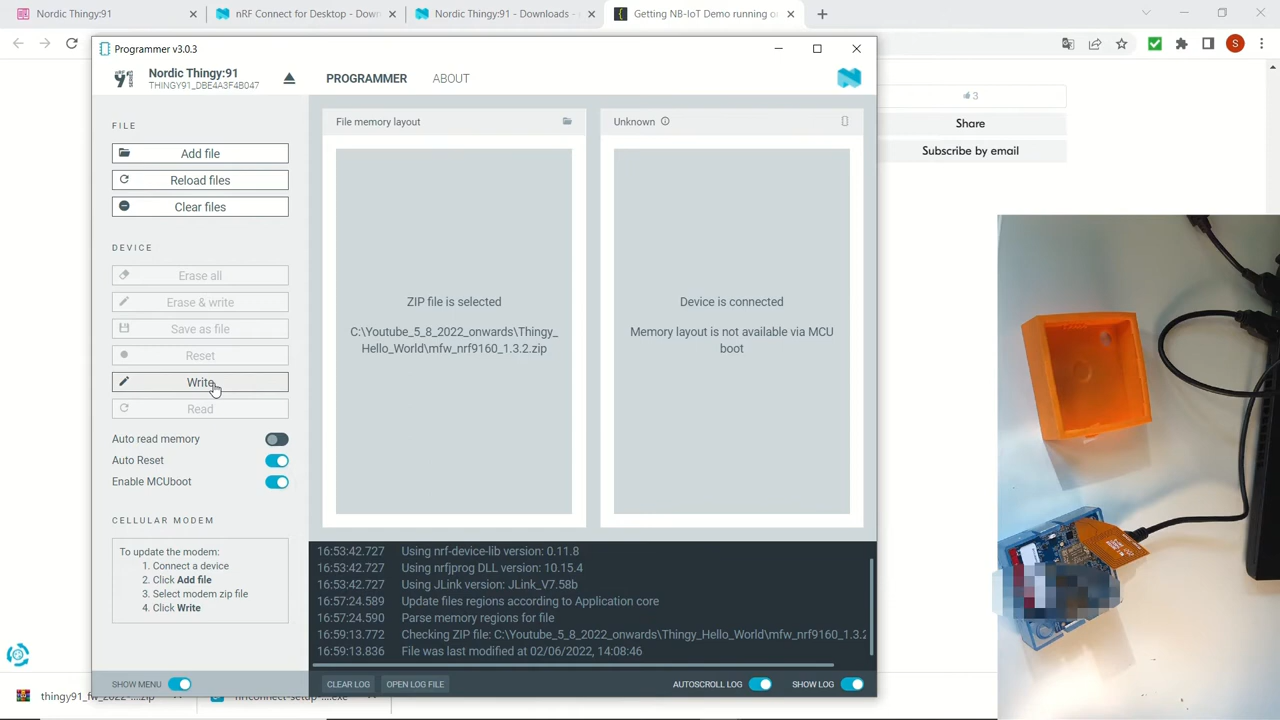 Nordic Thingy:91
nRF Connect for Desktop - Dow
Nordic Thingy:91 - Downloads -
Getting NB-IoT Demo running o
Programmer v3.0.3
S
Nordic Thingy:91
THINGY91_DBE4A3F4B047
PROGRAMMER
ABOUT
FILE
Add file
Reload files
Clear files
DEVICE
Erase all
Erase & write
Save as file
Reset
Write
Read
Auto read memory
Auto Reset
Enable MCUboot
CELLULAR MODEM
To update the modem:
1. Connect a device
2. Click Add file
3. Select modem zip file
4. Click Write
SHOW MENU
File memory layout
ZIP file is selected
C:\Youtube_5_8_2022_onwards\Thingy_
Hello_World\mfw_nrf9160_1.3.2.zip
Unknown
Device is connected
Memory layout is not available via MCU
boot
16:53:42.727 Using nrf-device-lib version: 0.11.8
16:53:42.727 Using nrfjprog DLL version: 10.15.4
16:53:42.727 Using JLink version: JLink_V7.58b
16:57:24.589 Update files regions according to Application core
16:57:24.590 Parse memory regions for file
16:59:13.772 Checking ZIP file: C:\Youtube_5_8_2022_onwards\Thingy_Hello_World\mfw_nrf9160_1.3.2
16:59:13.836 File was last modified at 02/06/2022, 14:08:46
CLEAR LOG
OPEN LOG FILE
AUTOSCROLL LOG
SHOW LOG
3
Share
Subscribe by email
thingy91_fw_2022-....zip
nrfconnect-setup-....exe